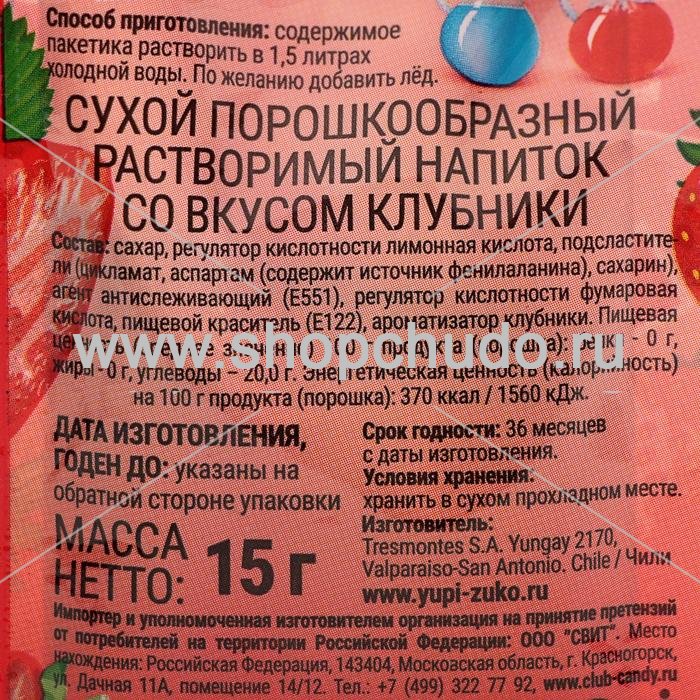 Способ приготовления: содержимое
пакетика растворить в 1,5 литрах
холодной воды. По желанию добавить лёд.
СУХОЙ ПОРОШКООБРАЗНЫЙ
РАСТВОРИМЫЙ НАПИТОК
СО ВКУСОМ КЛУБНИКИ
Состав: сахар, регулятор кислотности лимонная кислота, подсластите-
ли (цикламат, аспартам (содержит источник фенилаланина), сахарин),
агент антислеживающий (Е551), регулятор кислотности фумаровая
кислота, пищевой краситель (Е122), ароматизатор клубники. Пищевая
www.shopchudo.ru
продукта (порошка): - 0 г,
жиры - 0 г, углеводы – 20,0 г. Энергетическая ценность (калорийность)
на 100 г продукта (порошка): 370 ккал / 1560 кДж.
ДАТА ИЗГОТОВЛЕНИЯ,
ГОДЕН ДО: указаны на
обратной стороне упаковки
МАССА
НЕТТО: 15 г
Срок годности: 36 месяцев
с даты изготовления.
Условия хранения:
хранить в сухом прохладном месте.
Изготовитель:
Tresmontes S.A. Yungay 2170,
Valparaiso-San Antonio. Chile / Чили
www.yupi-zuko.ru
Импортер и уполномоченная изготовителем организация на принятие претензий
от потребителей на территории Российской Федерации: ООО "СВИТ". Место
нахождения: Российская Федерация, 143404, Московская область, г. Красногорск,
ул. Дачная 11А, помещение 14/12. Тел.: +7 (499) 322 77 92, www.club-candy.ru